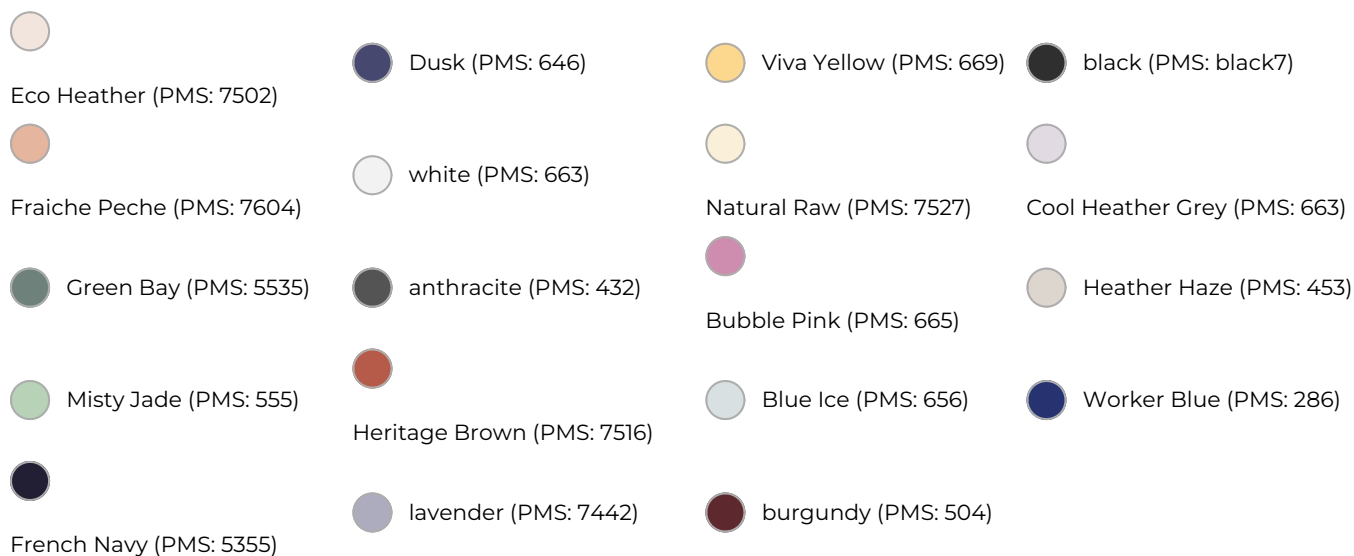 Eco Heather (PMS: 7502)
Dusk (PMS: 646)
Viva Yellow (PMS: 669)
black (PMS: black7)
Fraiche Peche (PMS: 7604)
white (PMS: 663)
Natural Raw (PMS: 7527)
Cool Heather Grey (PMS: 663)
Green Bay (PMS: 5535)
anthracite (PMS: 432)
Bubble Pink (PMS: 665)
Heather Haze (PMS: 453)
Misty Jade (PMS: 555)
Heritage Brown (PMS: 7516)
Blue Ice (PMS: 656)
Worker Blue (PMS: 286)
French Navy (PMS: 5355)
lavender (PMS: 7442)
burgundy (PMS: 504)